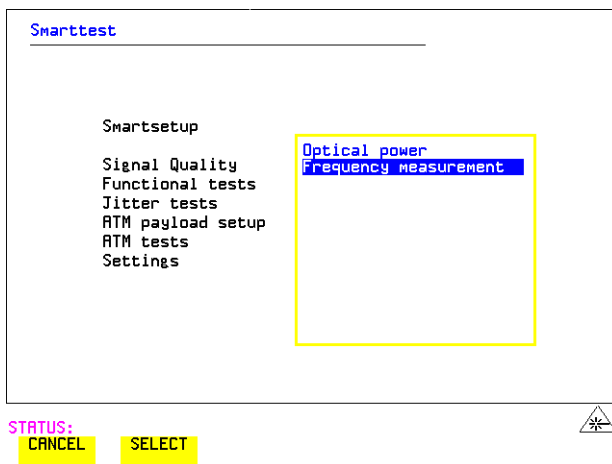 Smarttest
Smartsetup
Signal Quality
Functional tests
Jitter tests
ATM payload setup
ATM tests
Settings
Optical power
Frequency measurement
STATUS:
CANCEL
SELECT